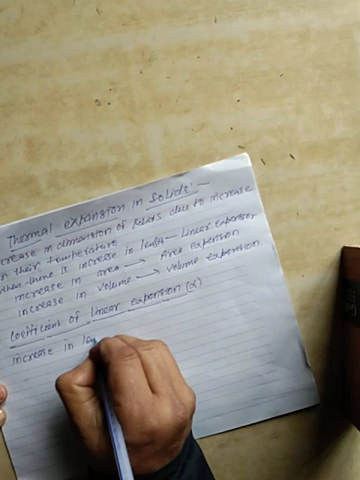 Thermal expansion in solids:-
crease in dimension of solids due to increase
in their temperature
When there is increase in length — Linear Expansion
increase in area → Area expansion
increase in volume → volume expansion
Coefficient of linear expansion (α)
increase in le